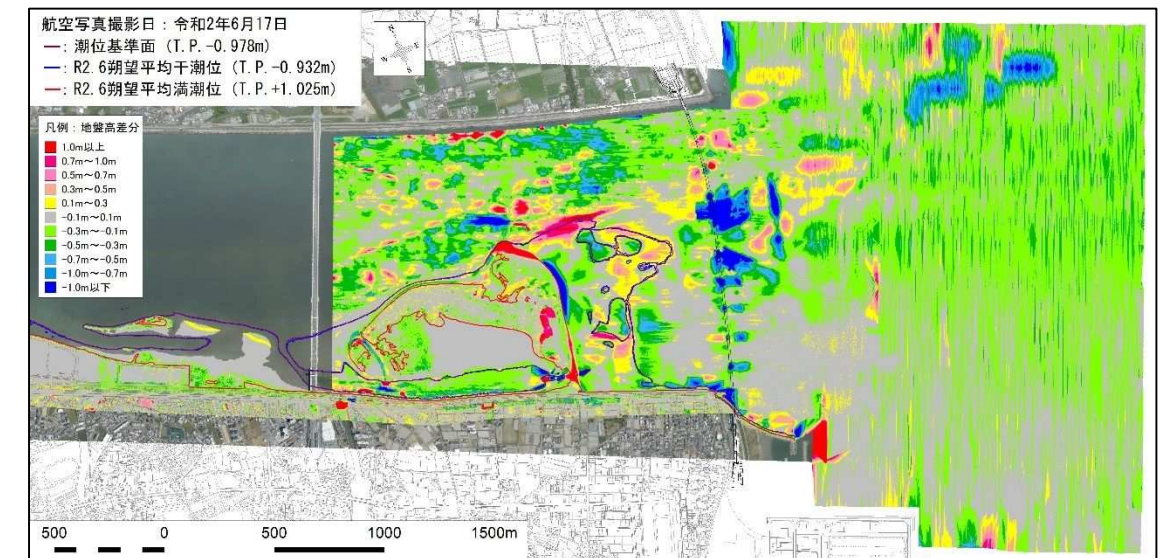 航空写真撮影日：令和2年6月17日
―：潮位基準面（T.P.-0.978m）
―：R2.6朔望平均干潮位（T.P.-0.932m）
―：R2.6朔望平均満潮位（T.P.+1.025m）
凡例：地盤高差分
1.0m以上
0.7m～1.0m
0.5m～0.7m
0.3m～0.5m
0.1m～0.3
-0.1m～0.1m
-0.3m～-0.1m
-0.5m～-0.3m
-0.7m～-0.5m
-1.0m～-0.7m
-1.0m以下
500 0 500 1000 1500m